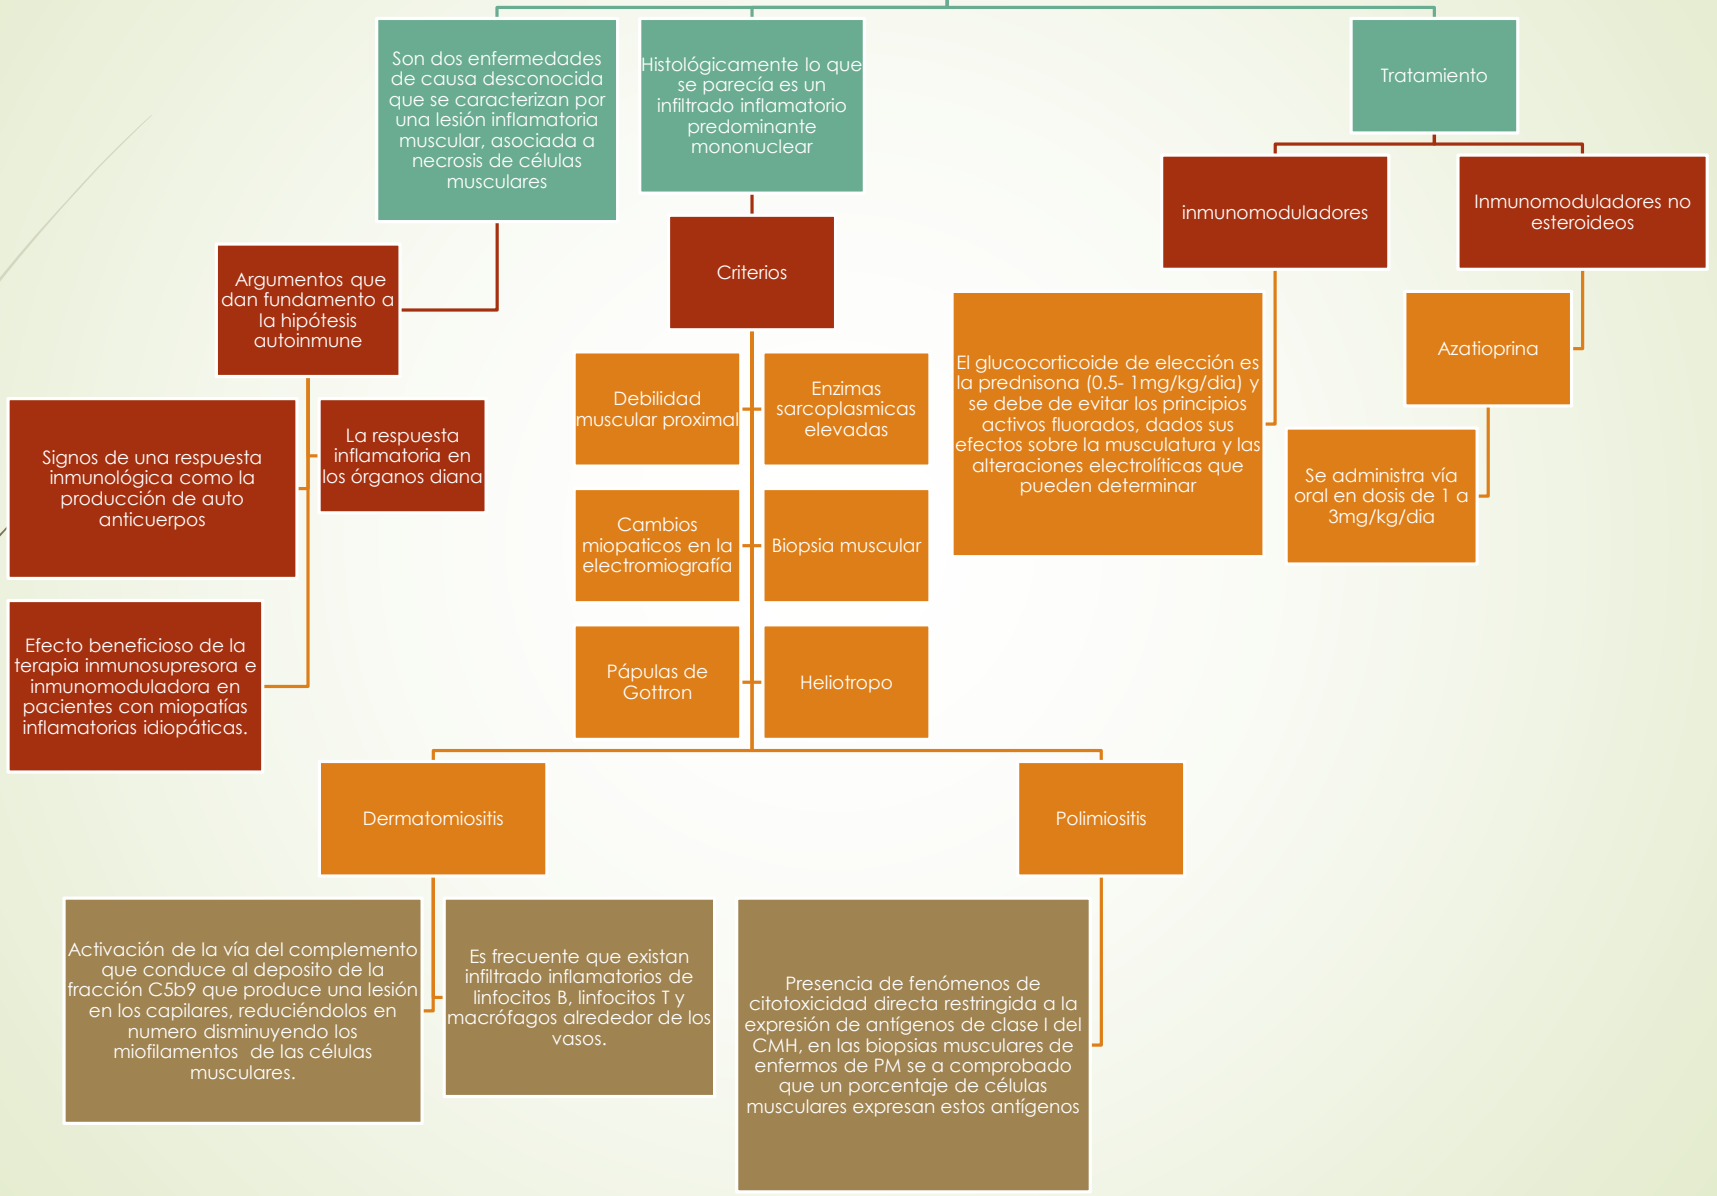 Son dos enfermedades
de causa desconocida
que se caracterizan por
una lesión inflamatoria
muscular, asociada a
necrosis de células
musculares
Histológicamente lo que
se parecía es un
infiltrado inflamatorio
predominante
mononuclear
Tratamiento
Argumentos que
dan fundamento a
la hipótesis
autoinmune
Signos de una respuesta
inmunológica como la
producción de auto
anticuerpos
La respuesta
inflamatoria en
los órganos diana
Efecto beneficioso de la
terapia inmunosupresora e
inmunomoduladora en
pacientes con miopatías
inflamatorias idiopáticas.
Criterios
Debilidad
muscular proximal
Enzimas
sarcoplasmicas
elevadas
Cambios
miopaticos en la
electromiografía
Biopsia muscular
Pápulas de
Gottron
Heliotropo
Dermatomiositis
Activación de la vía del complemento
que conduce al deposito de la
fracción C5b9 que produce una lesión
en los capilares, reduciéndolos en
numero disminuyendo los
miofilamentos de las células
musculares.
Es frecuente que existan
infiltrado inflamatorios de
linfocitos B, linfocitos T y
macrófagos alrededor de los
vasos.
Polimiositis
Presencia de fenómenos de
citotoxicidad directa restringida a la
expresión de antígenos de clase I del
CMH, en las biopsias musculares de
enfermos de PM se a comprobado
que un porcentaje de células
musculares expresan estos antígenos
inmunomoduladores
El glucocorticoide de elección es
la prednisona (0.5- 1mg/kg/dia) y
se debe de evitar los principios
activos fluorados, dados sus
efectos sobre la musculatura y las
alteraciones electrolíticas que
pueden determinar
Inmunomoduladores no
esteroideos
Azatioprina
Se administra vía
oral en dosis de 1 a
3mg/kg/dia